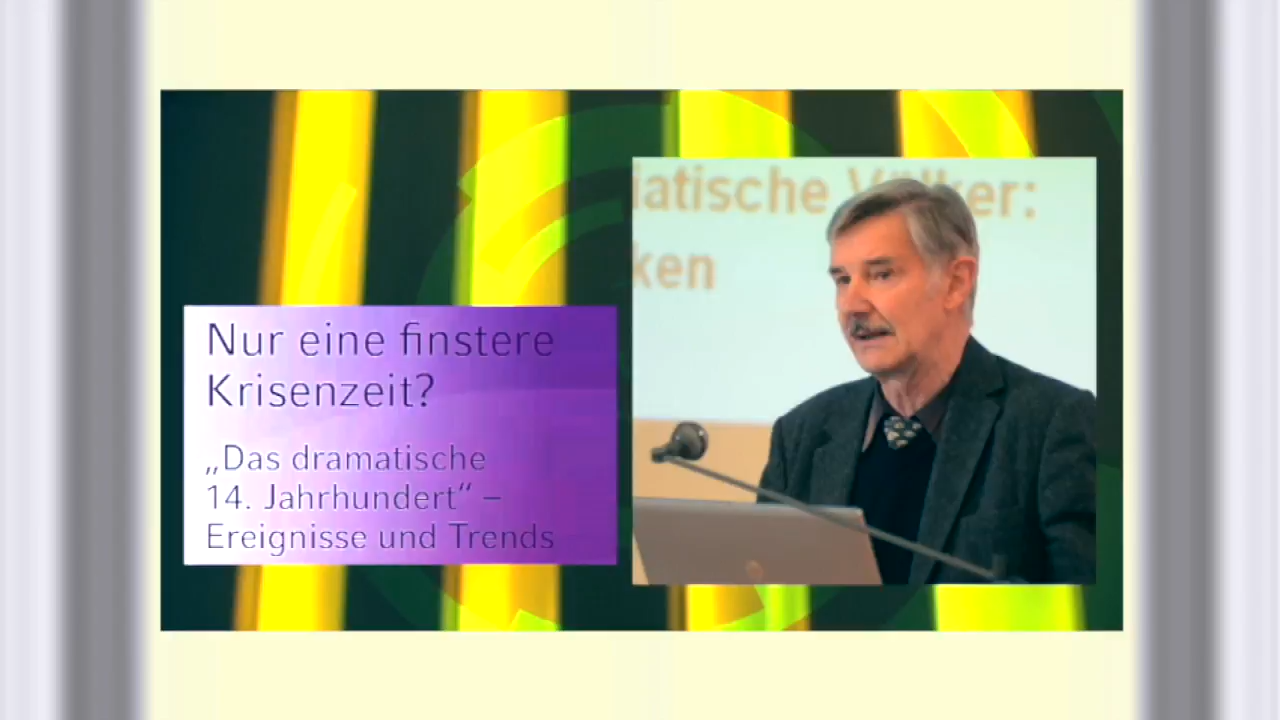 Nur eine finstere
Krisenzeit?
„Das dramatische
14. Jahrhundert“ –
Ereignisse und Trends
iatische Völker:
ken